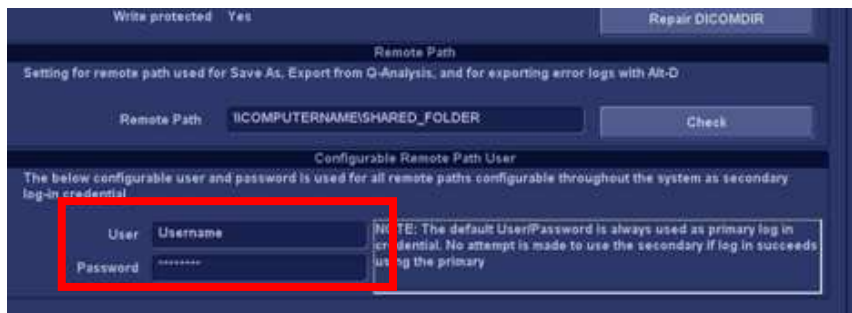 Write protected Yes
Repair DICOMDIR
Remote Path
Setting for remote path used for Save As, Export from Q-Analysis, and for exporting error logs with Alt-D
Remote Path \\COMPUTERNAME\SHARED_FOLDER Check
Configurable Remote Path User
The below configurable user and password is used for all remote paths configurable throughout the system as secondary
log-in credential
User Username
Password ********
NOTE: The default User/Password is always used as primary log in
credential. No attempt is made to use the secondary if log in succeeds
using the primary